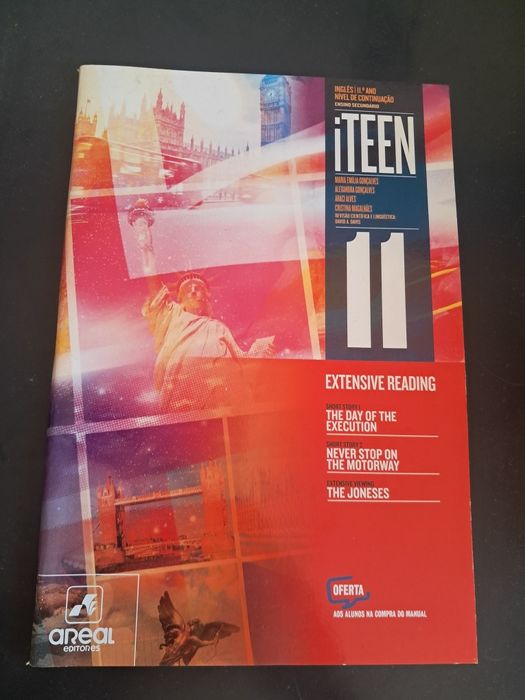 INGLÊS | 11.º ANO
NÍVEL DE CONTINUAÇÃO
ENSINO SECUNDÁRIO
iTEEN
MARIA EMÍLIA GONÇALVES
ALEXANDRA GONÇALVES
ARACI ALVES
CRISTINA MAGALHÃES
REVISÃO CIENTÍFICA E LINGUÍSTICA:
DAVID A. DAVIS
11
EXTENSIVE READING
SHORT STORY 1
THE DAY OF THE
EXECUTION
SHORT STORY 2
NEVER STOP ON
THE MOTORWAY
EXTENSIVE VIEWING
THE JONESES
OFERTA
AOS ALUNOS NA COMPRA DO MANUAL
AREAL
EDITORES